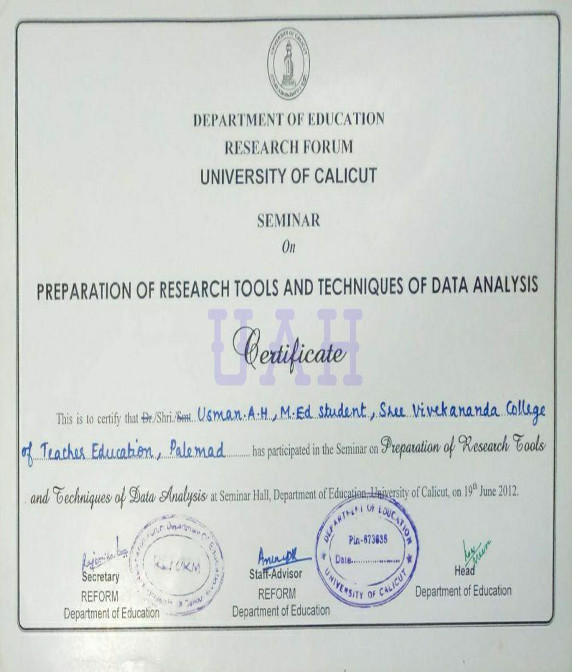 DEPARTMENT OF EDUCATION
RESEARCH FORUM
UNIVERSITY OF CALICUT
SEMINAR
On
PREPARATION OF RESEARCH TOOLS AND TECHNIQUES OF DATA ANALYSIS
UAH
Certificate
This is to certify that Dr./Shri./Smt. Usman.A.H, M.Ed student, Sree Vivekananda College
of Teacher Education, Palemad has participated in the Seminar on Preparation of Research Tools
and Techniques of Data Analysis at Seminar Hall, Department of Education, University of Calicut, on 19th June 2012.
DEPARTMENT OF EDUCATION
Pin-673635
Date
UNIVERSITY OF CALICUT
Secretary Staff-Advisor Head
REFORM REFORM Department of Education
Department of Education Department of Education